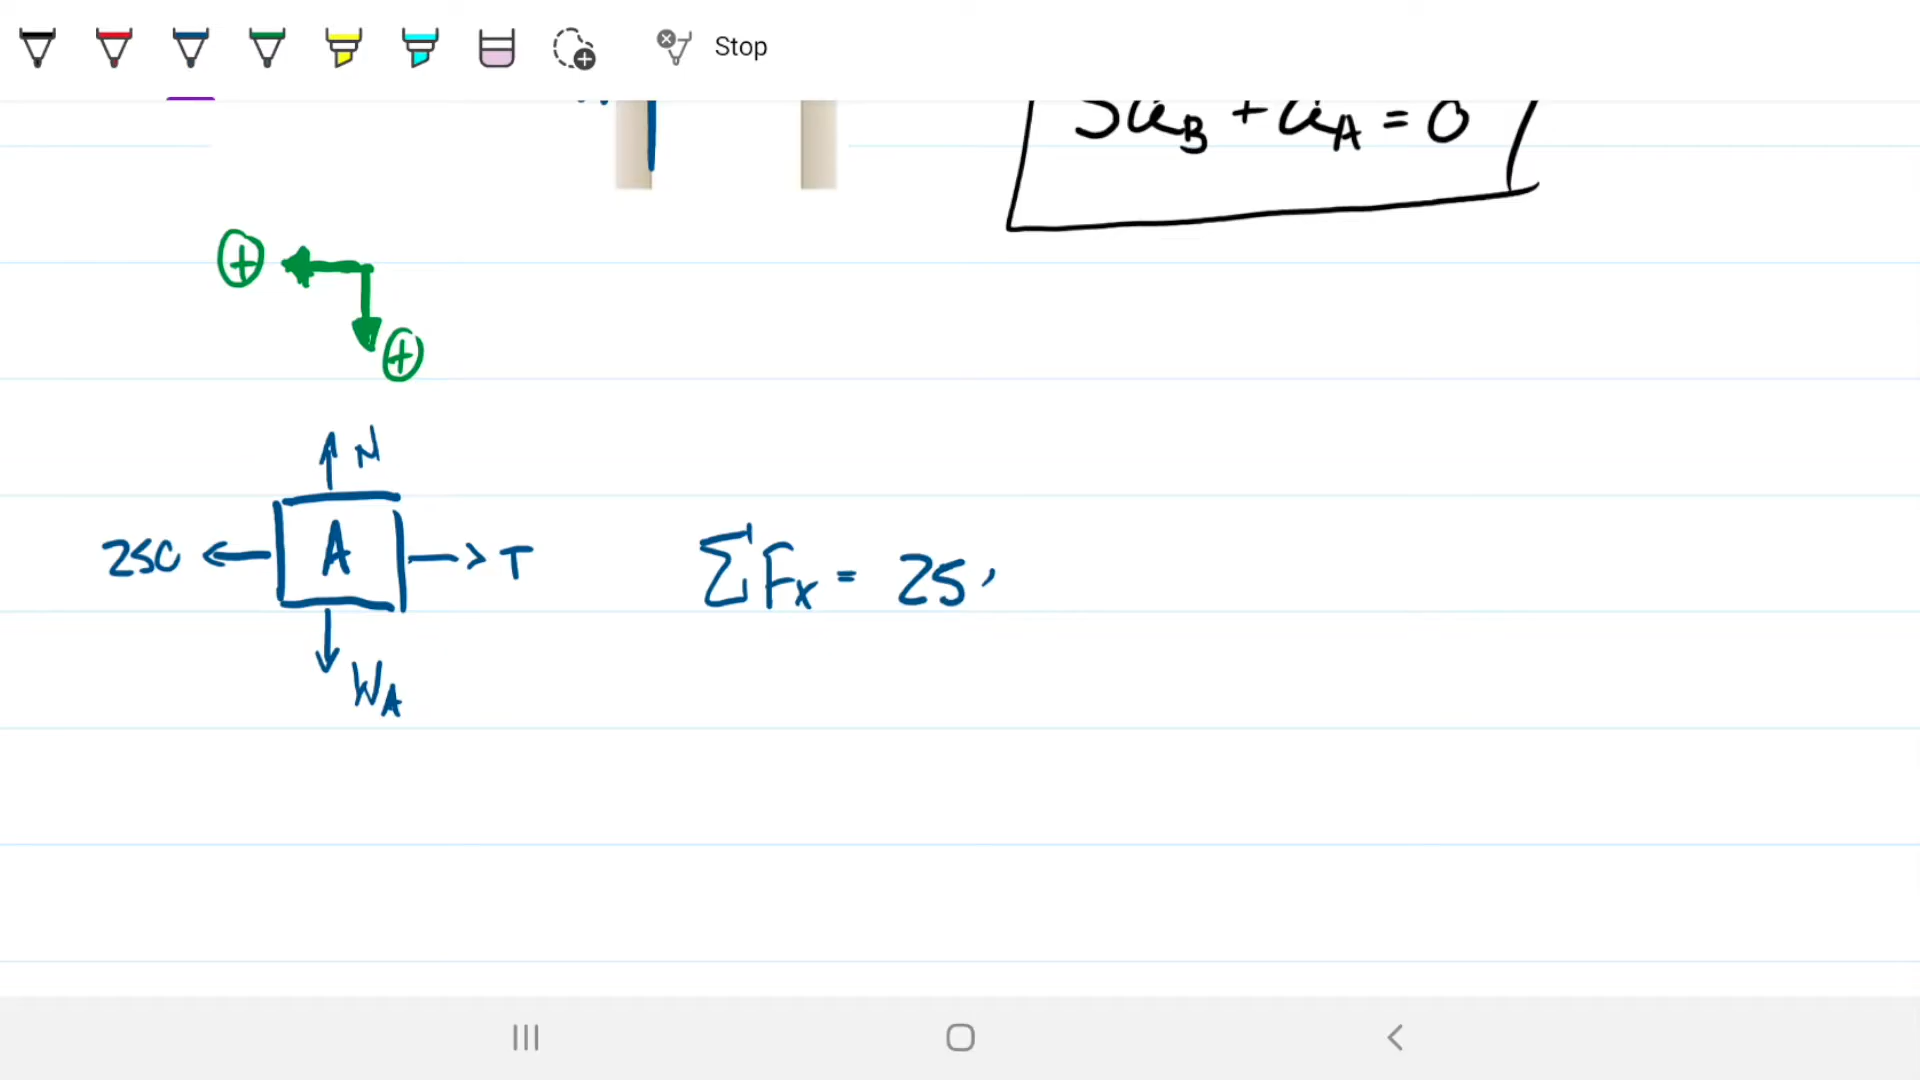 Stop
3a_B + a_A = 0
+
+
N
250 ← A → T
ΣFx = 25
W_A